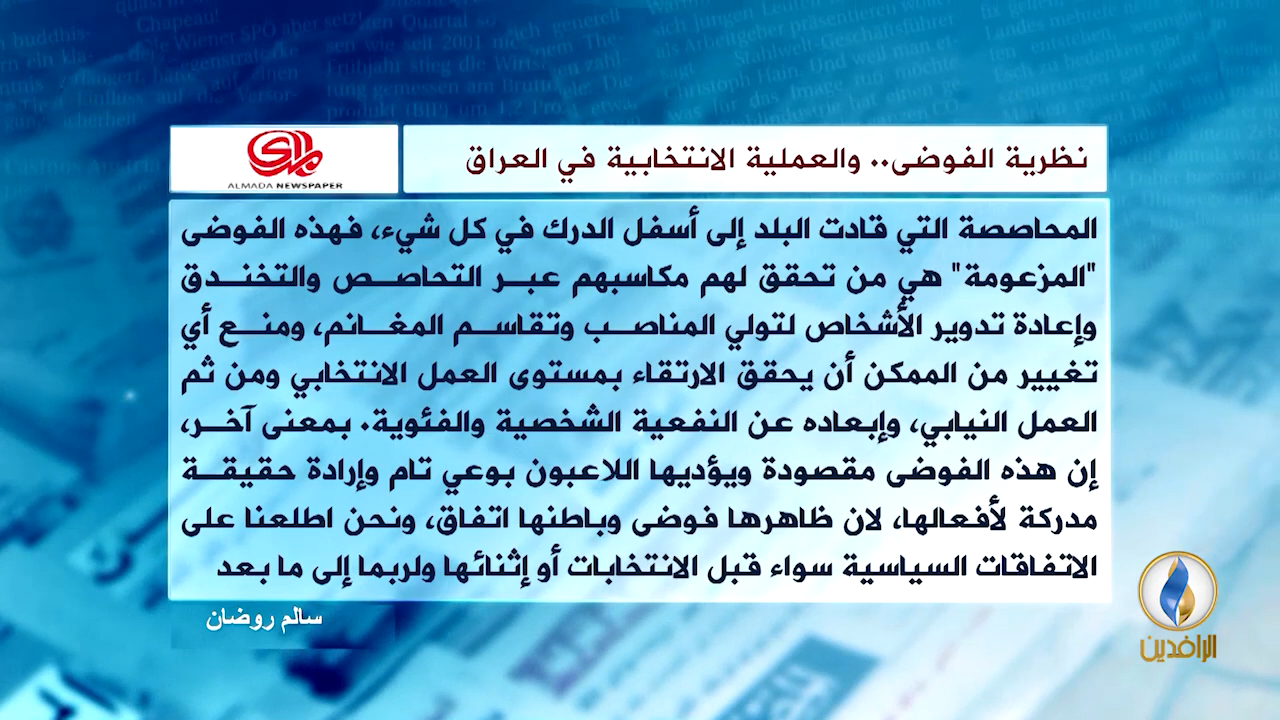 المدى
ALMADA NEWSPAPER
نظرية الفوضى.. والعملية الانتخابية في العراق
المحاصصة التي قادت البلد إلى أسفل الدرك في كل شيء، فهذه الفوضى
"المزعومة" هي من تحقق لهم مكاسبهم عبر التحاصص والتخندق
وإعادة تدوير الأشخاص لتولي المناصب وتقاسم المغانم، ومنع أي
تغيير من الممكن أن يحقق الارتقاء بمستوى العمل الانتخابي ومن ثم
العمل النيابي، وإبعاده عن النفعية الشخصية والفئوية. بمعنى آخر،
إن هذه الفوضى مقصودة ويؤديها اللاعبون بوعي تام وإرادة حقيقة
مدركة لأفعالها، لان ظاهرها فوضى وباطنها اتفاق، ونحن اطلعنا على
الاتفاقات السياسية سواء قبل الانتخابات أو إثنائها ولربما إلى ما بعد
سالم روضان
الرافدين